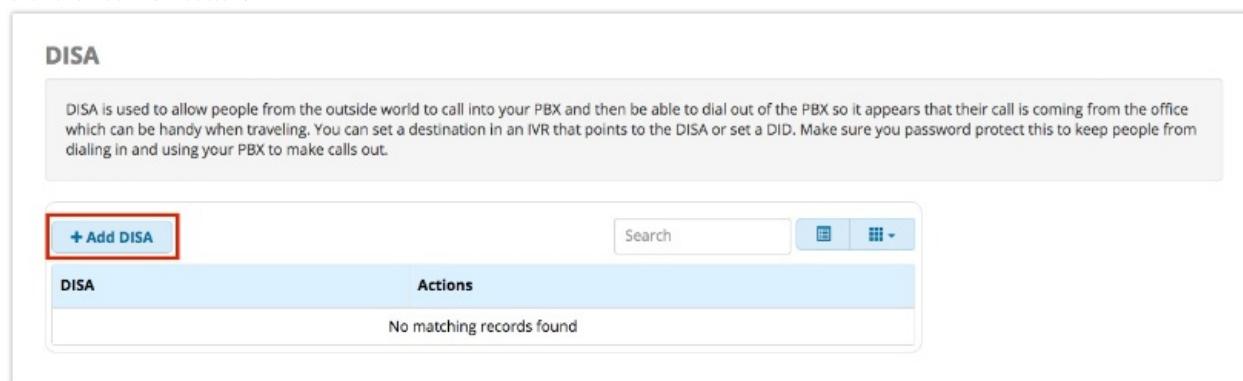 DISA
DISA is used to allow people from the outside world to call into your PBX and then be able to dial out of the PBX so it appears that their call is coming from the office
which can be handy when traveling. You can set a destination in an IVR that points to the DISA or set a DID. Make sure you password protect this to keep people from
dialing in and using your PBX to make calls out.
+ Add DISA
Search
DISA Actions
No matching records found